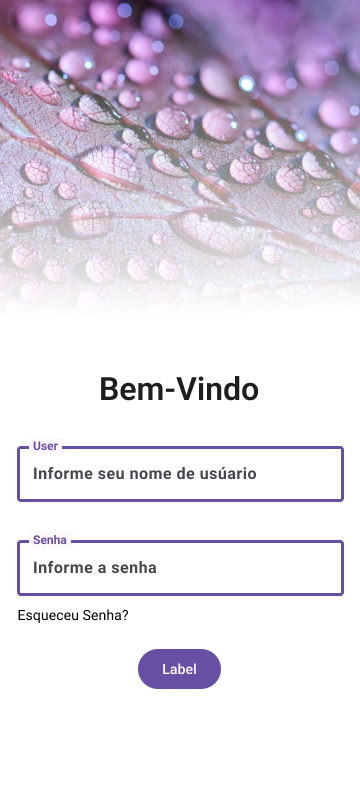 Bem-Vindo
User
Informe seu nome de usúario
Senha
Informe a senha
Esqueceu Senha?
Label